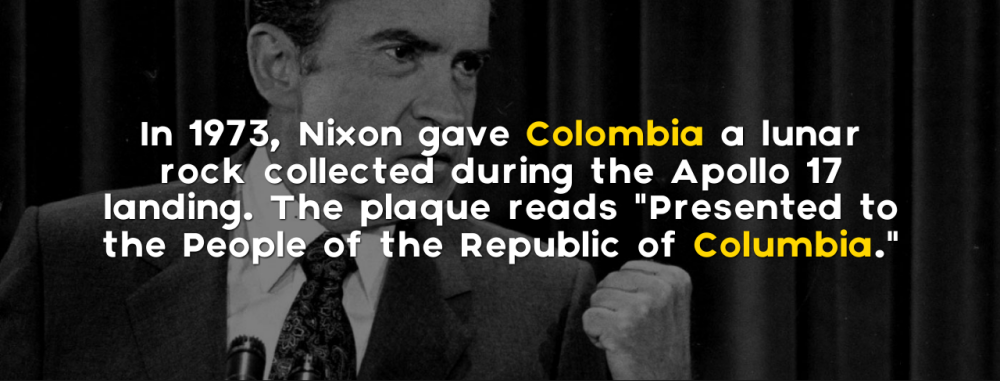 In 1973, Nixon gave Colombia a lunar
rock collected during the Apollo 17
landing. The plaque reads "Presented to
the People of the Republic of Columbia."